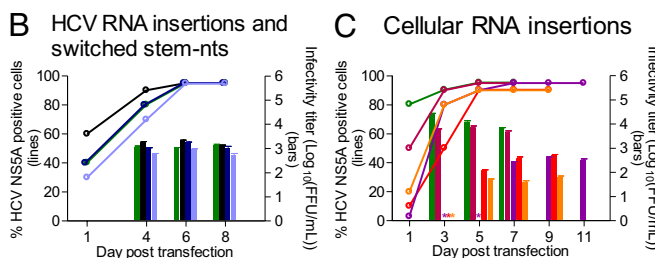 B HCV RNA insertions and
switched stem-nts
% HCV NS5A positive cells
(lines)
100
80
60
40
20
0
6
5
4
3
2
1
0
Infectivity titer (Log10(FFU/mL))
(bars)
1 4 6 8
Day post transfection
C Cellular RNA insertions
% HCV NS5A positive cells
(lines)
100
80
60
40
20
0
***
*
6
5
4
3
2
1
0
Infectivity titer (Log10(FFU/mL))
(bars)
1 3 5 7 9 11
Day post transfection